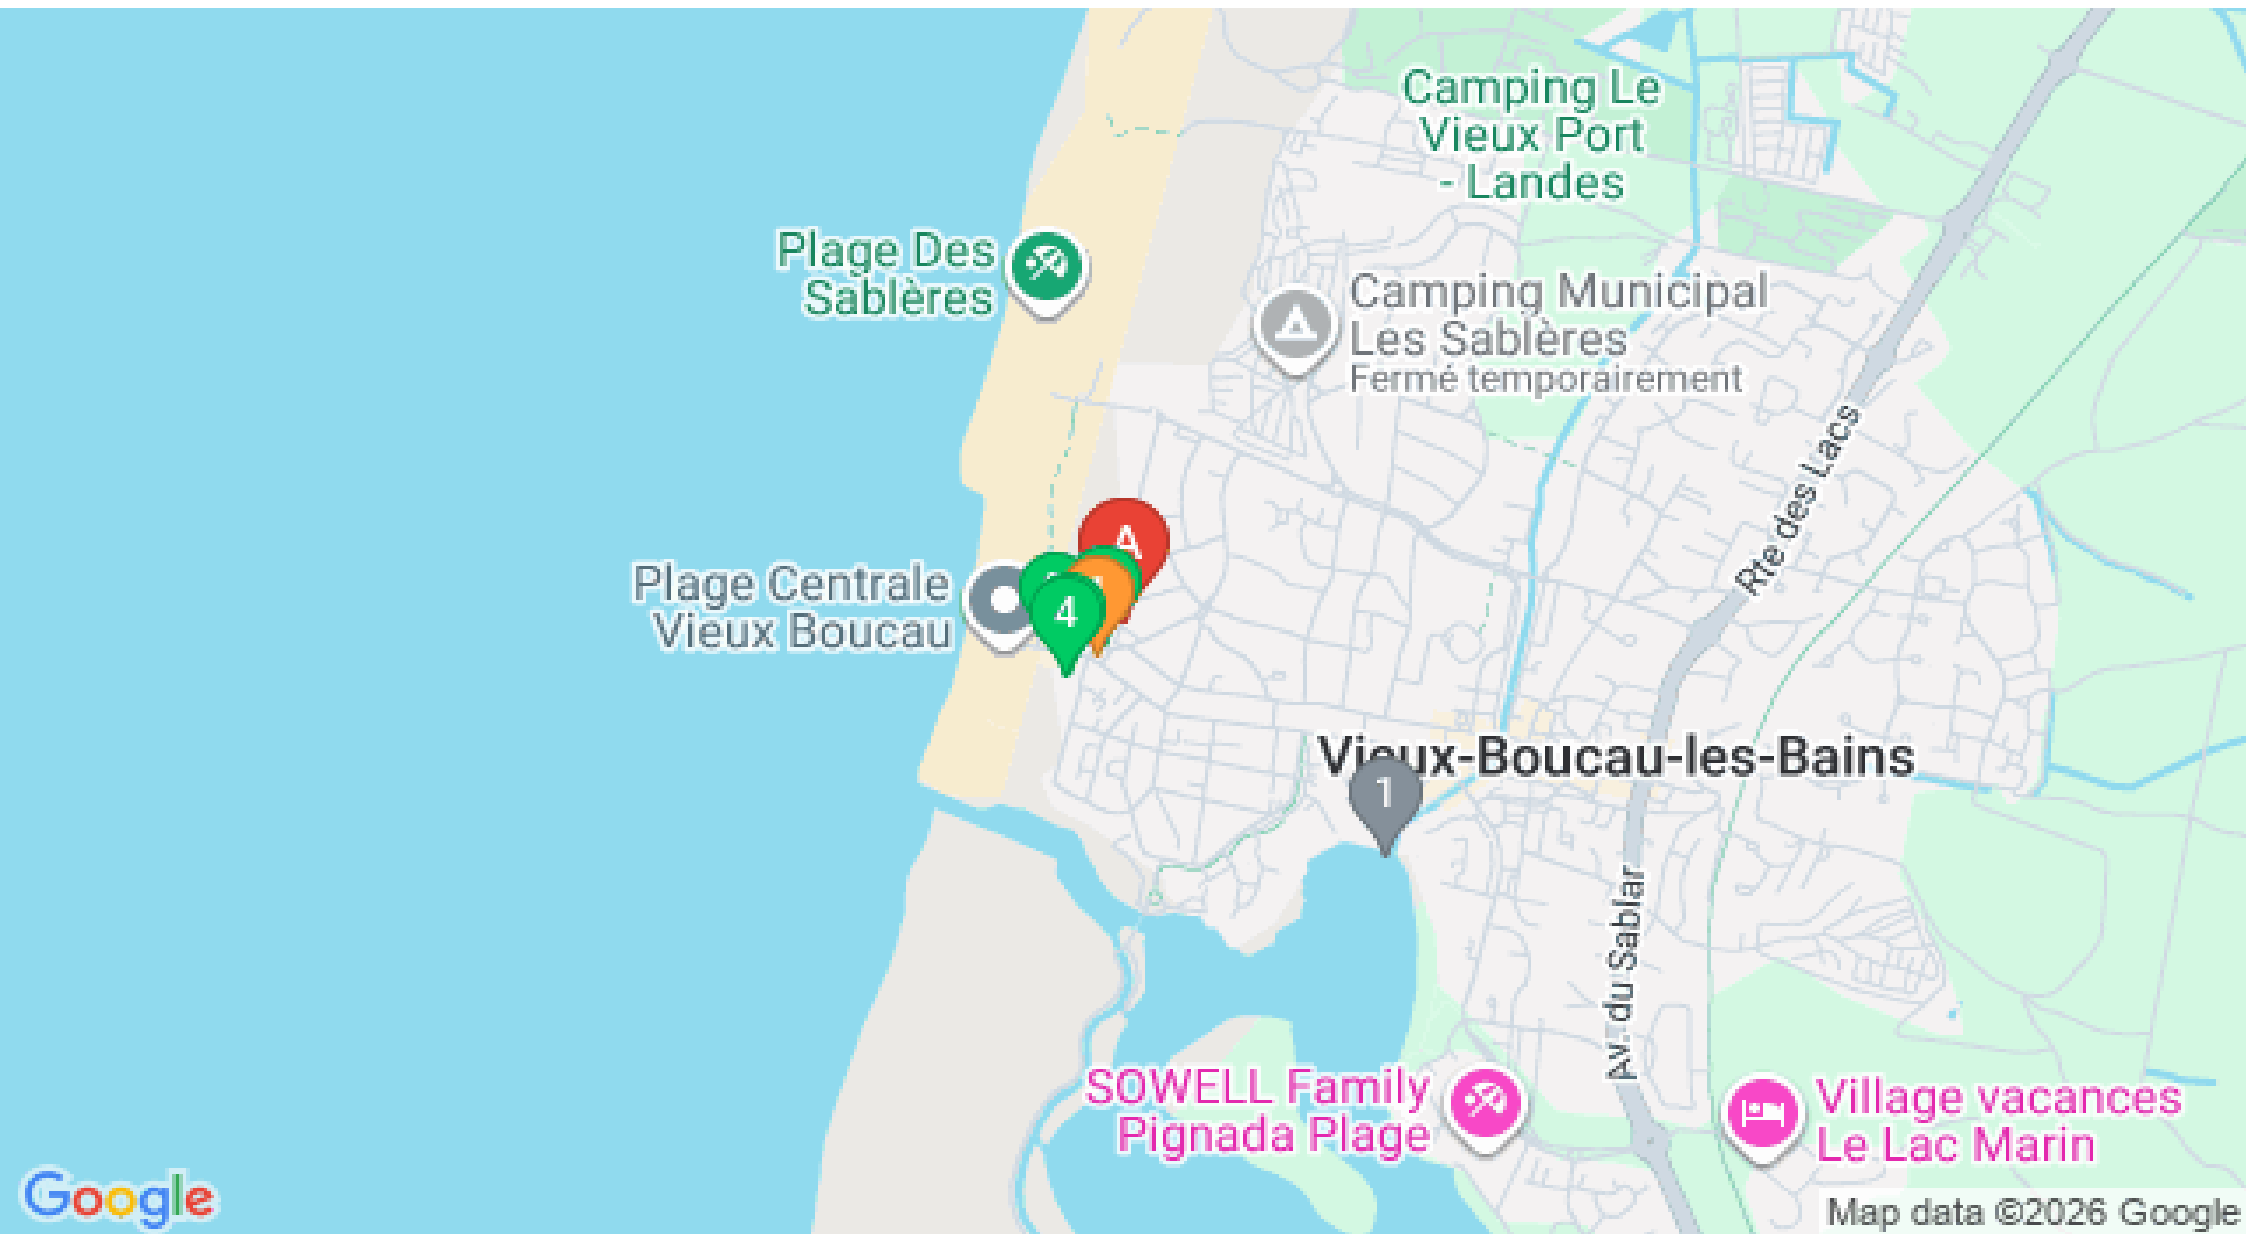 Camping Le
Vieux Port
- Landes
Plage Des
Sablères
Camping Municipal
Les Sablères
Fermé temporairement
Rte des Lacs
A
Plage Centrale
Vieux Boucau
4
Vieux-Boucau-les-Bains
1
Av. du Sablar
SOWELL Family
Pignada Plage
Village vacances
Le Lac Marin
Google
Map data ©2026 Google